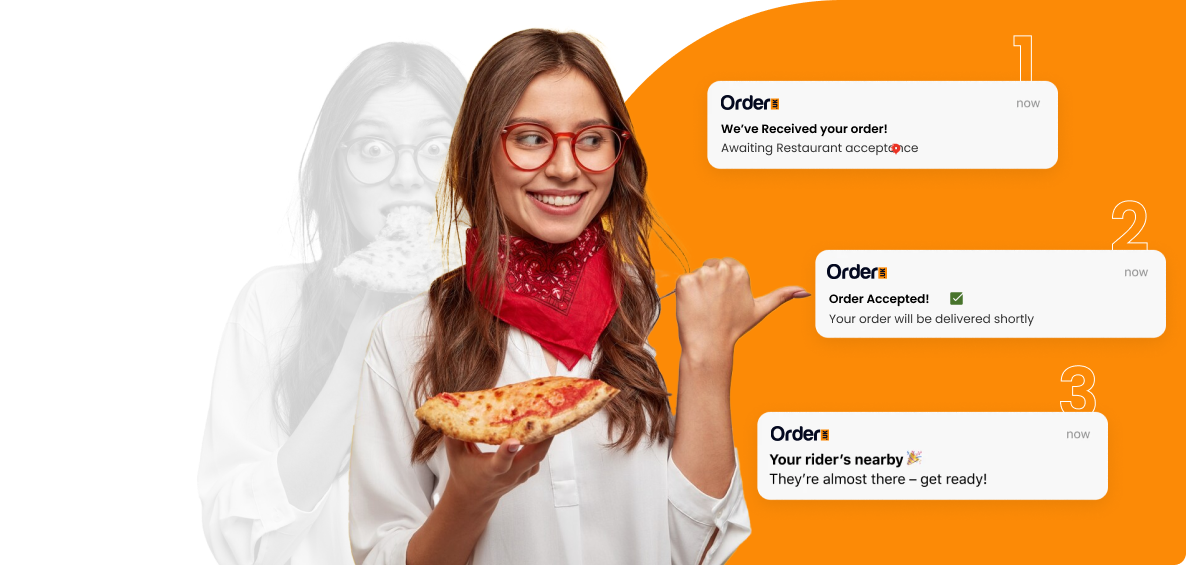 1
Order
now
We've Received your order!
Awaiting Restaurant acceptance
2
Order
now
Order Accepted!
Your order will be delivered shortly
3
Order
now
Your rider's nearby 🎉
They're almost there – get ready!